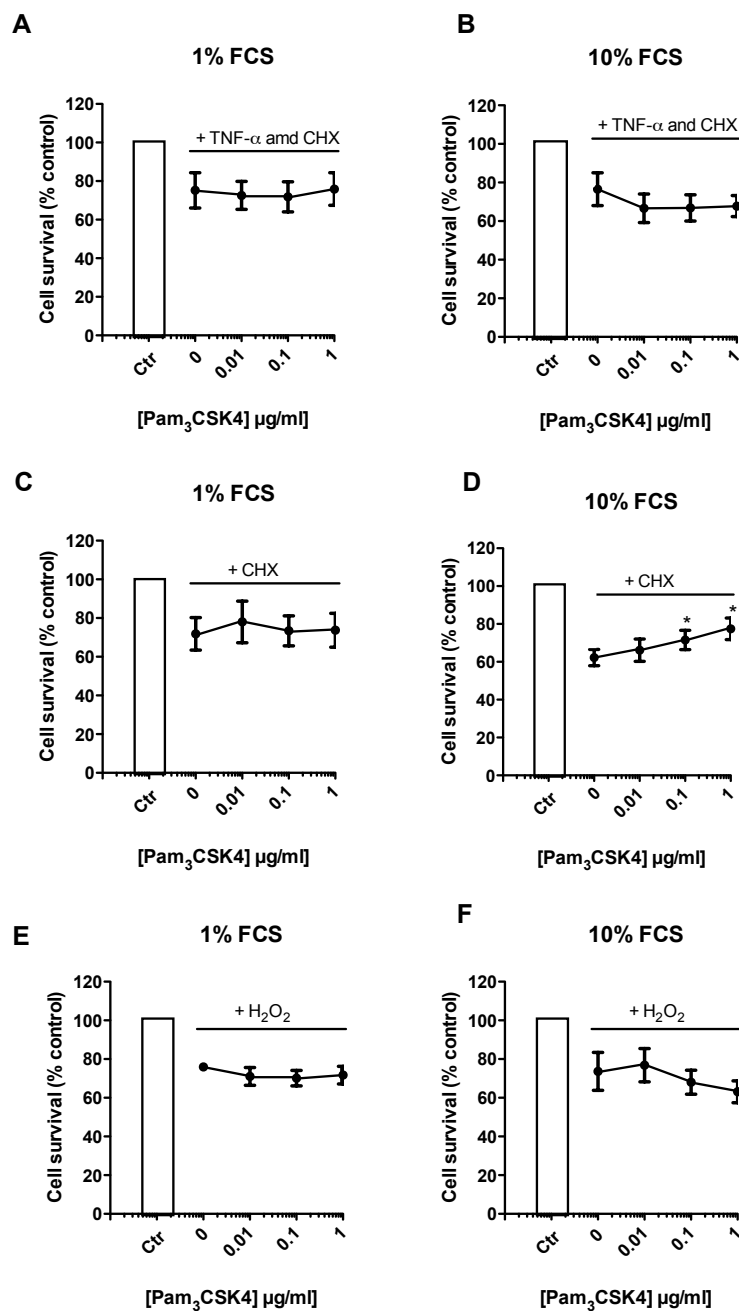 A
1% FCS
120
100
80
60
40
20
0
Cell survival (% control)
+ TNF-α amd CHX
Ctr
0
0.01
0.1
1
[Pam₃CSK4] µg/ml]
B
10% FCS
120
100
80
60
40
20
0
Cell survival (% control)
+ TNF-α and CHX
Ctr
0
0.01
0.1
1
[Pam₃CSK4] µg/ml]
C
1% FCS
120
100
80
60
40
20
0
Cell survival (% control)
+ CHX
Ctr
0
0.01
0.1
1
[Pam₃CSK4] µg/ml]
D
10% FCS
120
100
80
60
40
20
0
Cell survival (% control)
+ CHX
* *
Ctr
0
0.01
0.1
1
[Pam₃CSK4] µg/ml]
E
1% FCS
120
100
80
60
40
20
0
Cell survival (% control)
+ H₂O₂
Ctr
0
0.01
0.1
1
[Pam₃CSK4] µg/ml]
F
10% FCS
120
100
80
60
40
20
0
Cell survival (% control)
+ H₂O₂
Ctr
0
0.01
0.1
1
[Pam₃CSK4] µg/ml]